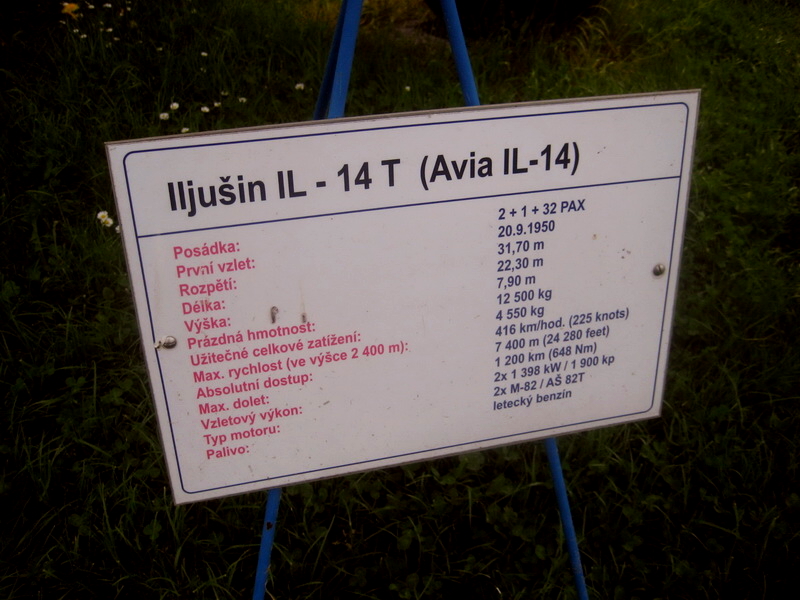 Iljušin IL - 14 T (Avia IL-14)
Posádka: 2 + 1 + 32 PAX
První vzlet: 20.9.1950
Rozpětí: 31,70 m
Délka: 22,30 m
Výška: 7,90 m
Prázdná hmotnost: 12 500 kg
Užitečné celkové zatížení: 4 550 kg
Max. rychlost (ve výšce 2 400 m): 416 km/hod. (225 knots)
Absolutní dostup: 7 400 m (24 280 feet)
Max. dolet: 1 200 km (648 Nm)
Vzletový výkon: 2x 1 398 kW / 1 900 kp
Typ motoru: 2x M-82 / AŠ 82T
Palivo: letecký benzín